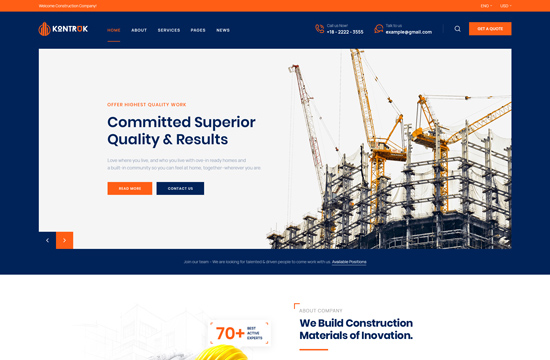 Welcome Construction Company!
ENG
USD
KONTROK
HOME
ABOUT
SERVICES
PAGES
NEWS
Call us Now!
+18 - 2222 - 3555
Talk to us
example@gmail.com
GET A QUOTE
OFFER HIGHEST QUALITY WORK
Committed Superior
Quality & Results
Love where you live, and who you live with ove-in ready homes and
a built-in community so you can Red at home, together- wherever you are.
READ MORE
CONTACT US
Join our team - We are looking for talented & driven people to come work with us. Available Positions
70+
BEST
ACTIVE
EXPERTS
ABOUT COMPANY
We Build Construction
Materials of Inovation.